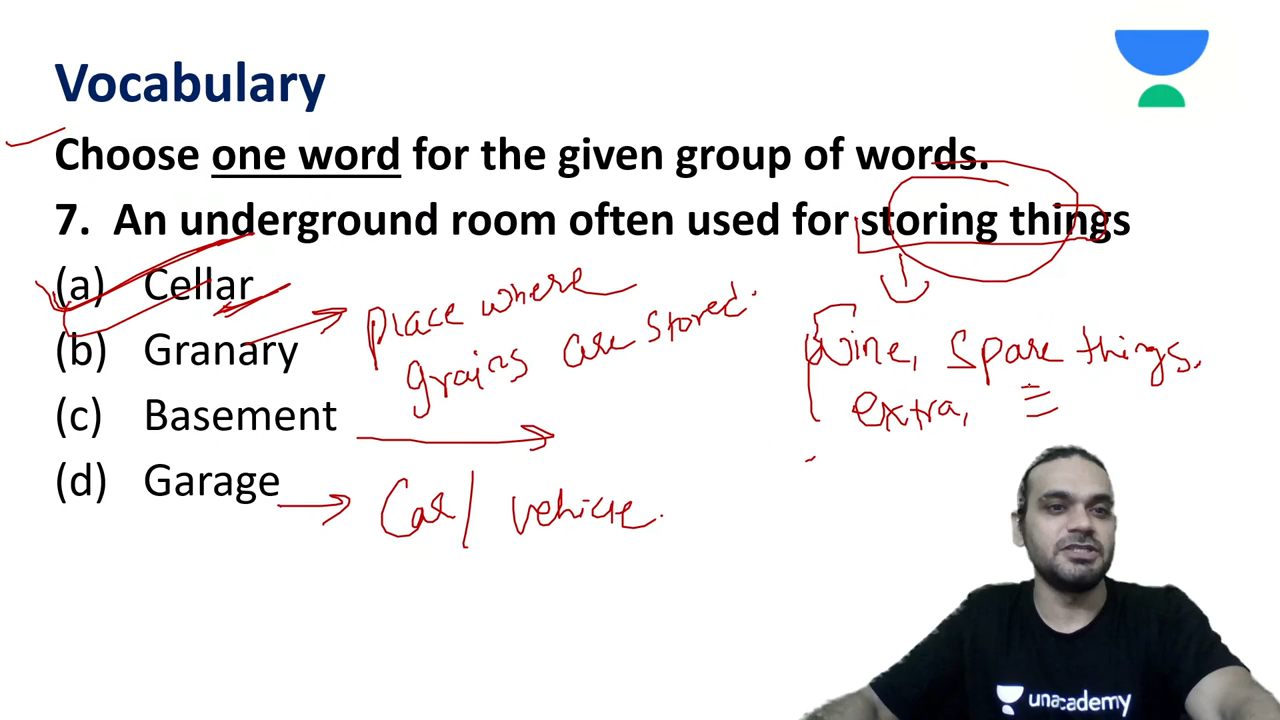 Vocabulary
Choose one word for the given group of words.
7. An underground room often used for storing things
(a) Cellar
(b) Granary
(c) Basement
(d) Garage
place where
grains are stored.
Wine, Spare things.
extra,
Car/ vehicle.
unacademy